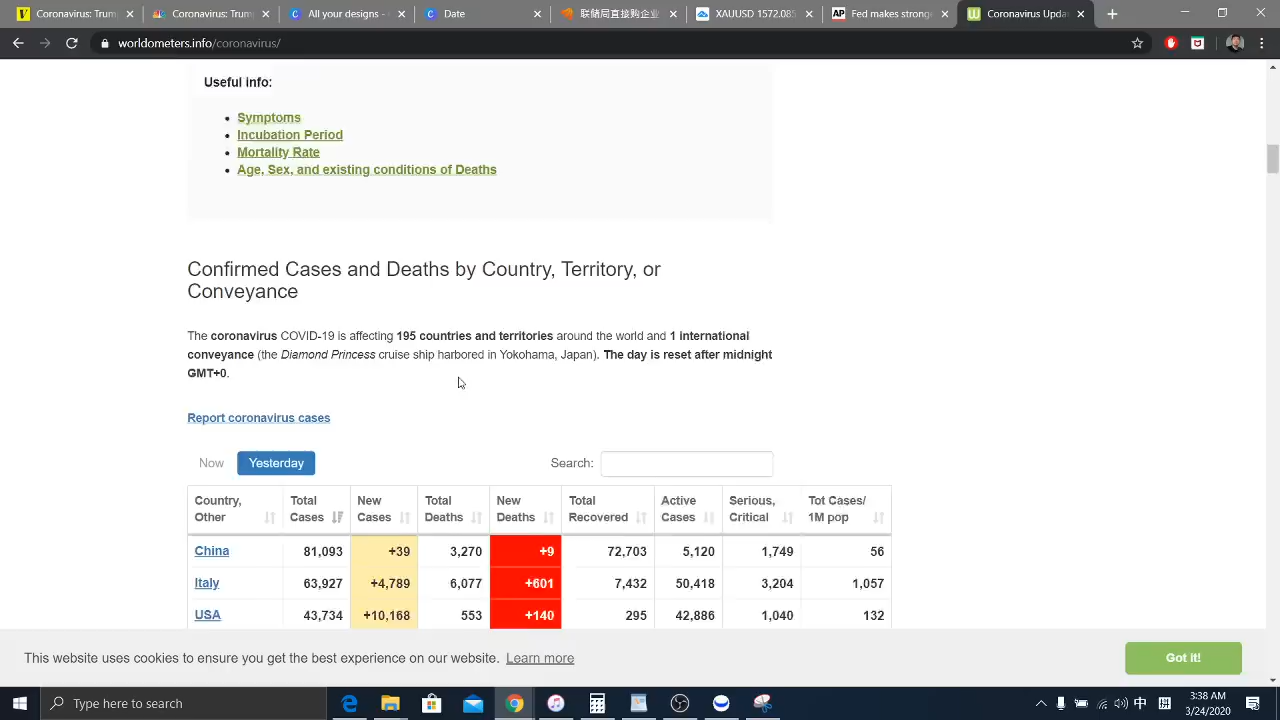 Coronavirus: Trum
All your designs -
Deaths
联储局直接购企业
XAUUSD 1572.085
AP Fed makes strong
Coronavirus Upda
worldometers.info/coronavirus/
Useful info:
Symptoms
Incubation Period
Mortality Rate
Age, Sex, and existing conditions of Deaths
Confirmed Cases and Deaths by Country, Territory, or
Conveyance
The coronavirus COVID-19 is affecting 195 countries and territories around the world and 1 international
conveyance (the Diamond Princess cruise ship harbored in Yokohama, Japan). The day is reset after midnight
GMT+0.
Report coronavirus cases
Now Yesterday Search:
Country, Total New Total New Total Active Serious, Tot Cases/
Other Cases Cases Deaths Deaths Recovered Cases Critical 1M pop
China 81,093 +39 3,270 +9 72,703 5,120 1,749 56
Italy 63,927 +4,789 6,077 +601 7,432 50,418 3,204 1,057
USA 43,734 +10,168 553 +140 295 42,886 1,040 132
This website uses cookies to ensure you get the best experience on our website. Learn more Got it!
Type here to search
中 拼
3:38 AM
3/24/2020